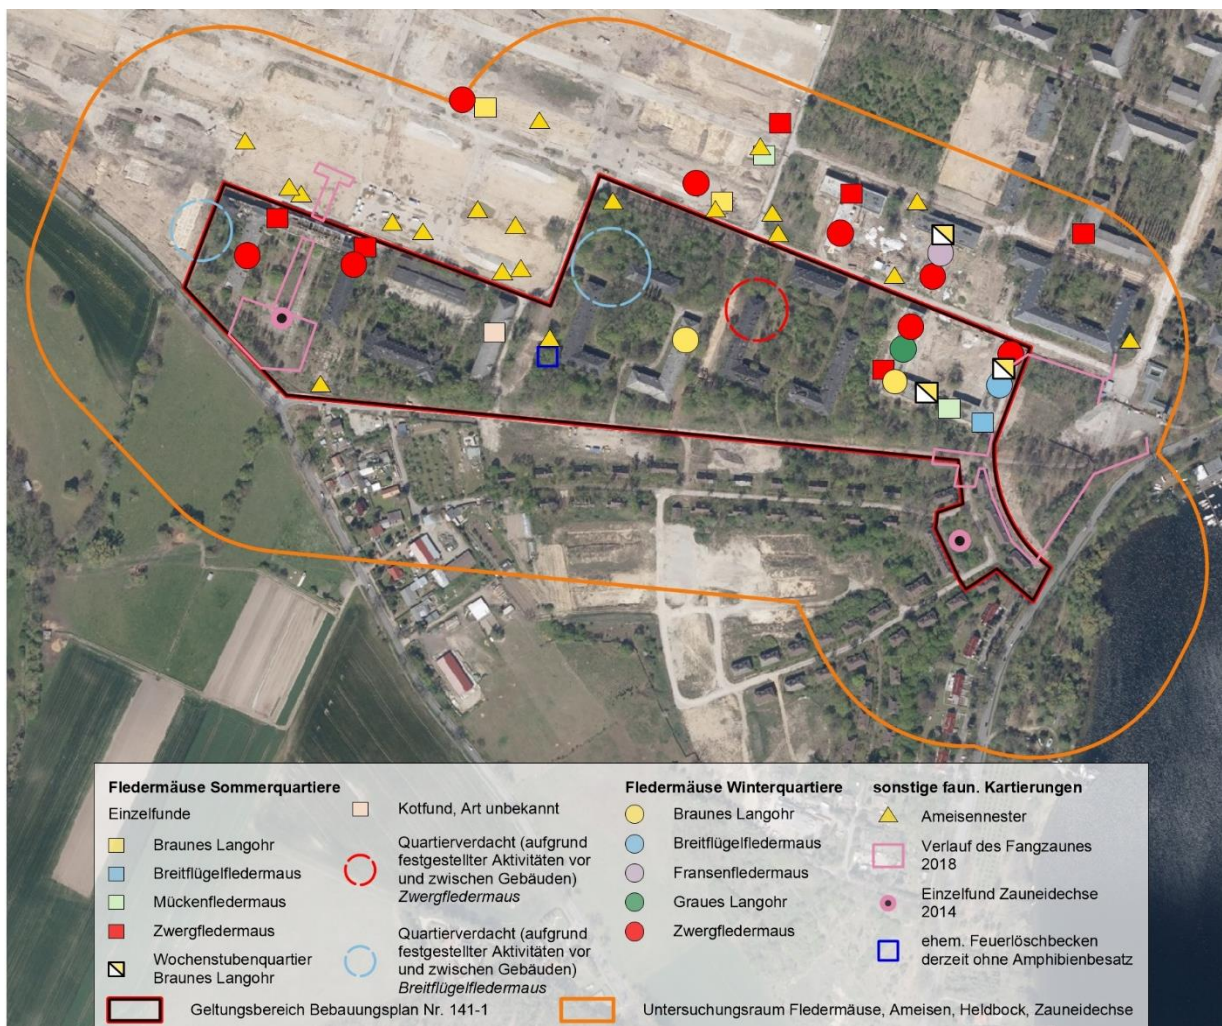 Fledermäuse Sommerquartiere
Einzelfunde
Braunes Langohr
Breitflügelfledermaus
Mückenfledermaus
Zwergfledermaus
Wochenstubenquartier
Braunes Langohr
Kotfund, Art unbekannt
Quartierverdacht (aufgrund
festgestellter Aktivitäten vor
und zwischen Gebäuden)
Zwergfledermaus
Quartierverdacht (aufgrund
festgestellter Aktivitäten vor
und zwischen Gebäuden)
Breitflügelfledermaus
Fledermäuse Winterquartiere
Braunes Langohr
Breitflügelfledermaus
Fransenfledermaus
Graues Langohr
Zwergfledermaus
sonstige faun. Kartierungen
Ameisennester
Verlauf des Fangzaunes
2018
Einzelfund Zauneidechse
2014
ehem. Feuerlöschbecken
derzeit ohne Amphibienbesatz
Geltungsbereich Bebauungsplan Nr. 141-1
Untersuchungsraum Fledermäuse, Ameisen, Heldbock, Zauneidechse